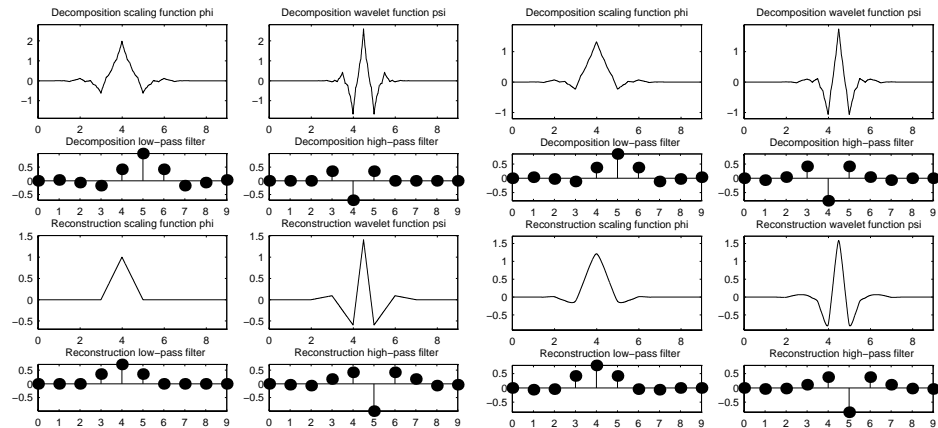 Decomposition scaling function phi
Decomposition wavelet function psi
Decomposition scaling function phi
Decomposition wavelet function psi
2
1
0
−1
0 2 4 6 8
2
1
0
−1
0 2 4 6 8
1
0
−1
0 2 4 6 8
1
0
−1
0 2 4 6 8
Decomposition low−pass filter
Decomposition high−pass filter
Decomposition low−pass filter
Decomposition high−pass filter
0.5
0
−0.5
0 1 2 3 4 5 6 7 8 9
0.5
0
−0.5
0 1 2 3 4 5 6 7 8 9
0.5
0
−0.5
0 1 2 3 4 5 6 7 8 9
0.5
0
−0.5
0 1 2 3 4 5 6 7 8 9
Reconstruction scaling function phi
Reconstruction wavelet function psi
Reconstruction scaling function phi
Reconstruction wavelet function psi
1.5
1
0.5
0
−0.5
0 2 4 6 8
1.5
1
0.5
0
−0.5
0 2 4 6 8
1.5
1
0.5
0
−0.5
0 2 4 6 8
1.5
1
0.5
0
−0.5
0 2 4 6 8
Reconstruction low−pass filter
Reconstruction high−pass filter
Reconstruction low−pass filter
Reconstruction high−pass filter
0.5
0
−0.5
0 1 2 3 4 5 6 7 8 9
0.5
0
−0.5
0 1 2 3 4 5 6 7 8 9
0.5
0
−0.5
0 1 2 3 4 5 6 7 8 9
0.5
0
−0.5
0 1 2 3 4 5 6 7 8 9